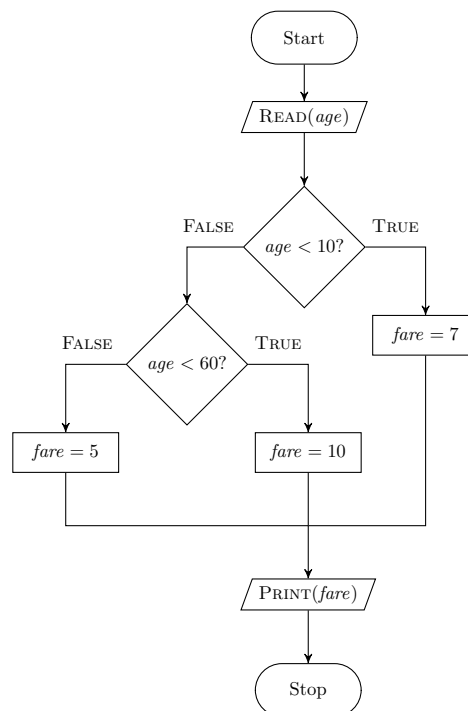 Start
READ(age)
FALSE
TRUE
age < 10?
fare = 7
FALSE
TRUE
age < 60?
fare = 5
fare = 10
PRINT(fare)
Stop